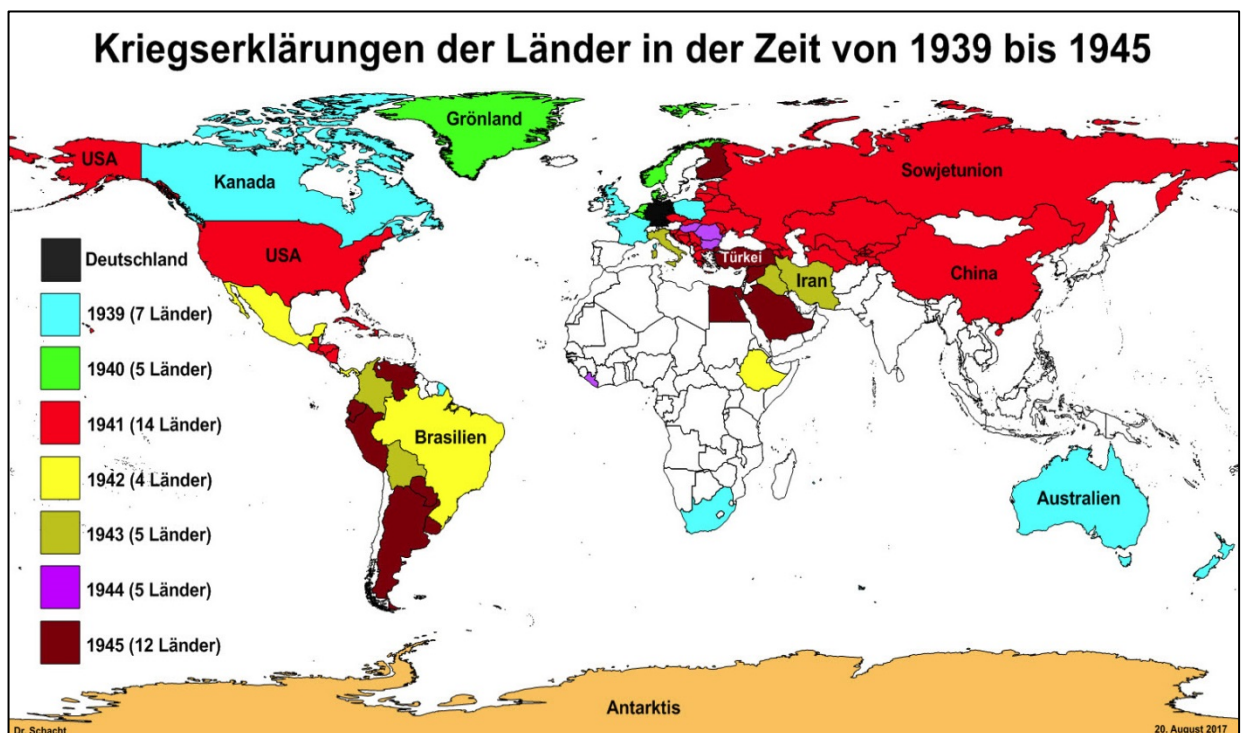 Kriegserklärungen der Länder in der Zeit von 1939 bis 1945
Grönland
USA
Kanada
Sowjetunion
Deutschland
USA
Türkei
Iran
China
1939 (7 Länder)
1940 (5 Länder)
1941 (14 Länder)
Brasilien
1942 (4 Länder)
Australien
1943 (5 Länder)
1944 (5 Länder)
1945 (12 Länder)
Antarktis
Dr. Schacht
20. August 2017